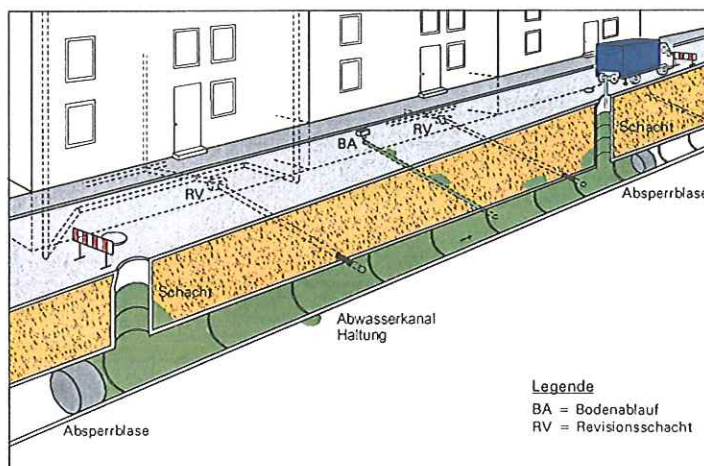 RV
BA
Schacht
Absperrblase
RV
Schacht
Abwasserkanal
Haltung
Absperrblase
Legende
BA = Bodenablauf
RV = Revisionsschacht